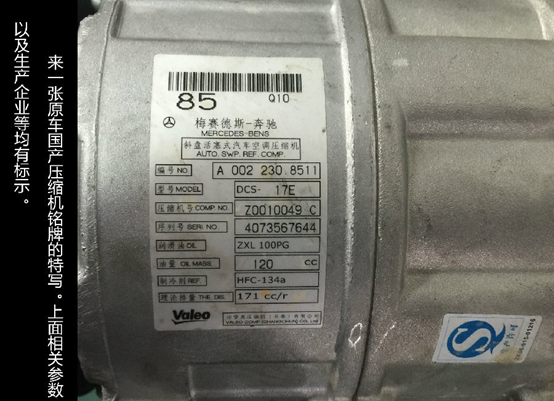 来一张原车国产压缩机铭牌的特写。上面相关参数
以及生产企业等均有标示。
85
Q10
梅赛德斯-奔驰
MERCEDES-BENS
斜盘活塞式汽车空调压缩机
AUTO. SWP. REF. COMP.
编号 NO. A 002 230 8511
型号 MODEL DCS- 17E
压缩机号 COMP NO. Z0010049 C
序列号 SERI NO. 4073567644
润滑油 OIL ZXL 100PG
油量 OIL MASS. 120 cc
制冷剂 REF. HFC-134a
理论排量 THE. DIS. 171 cc/r
Valeo
生产许可